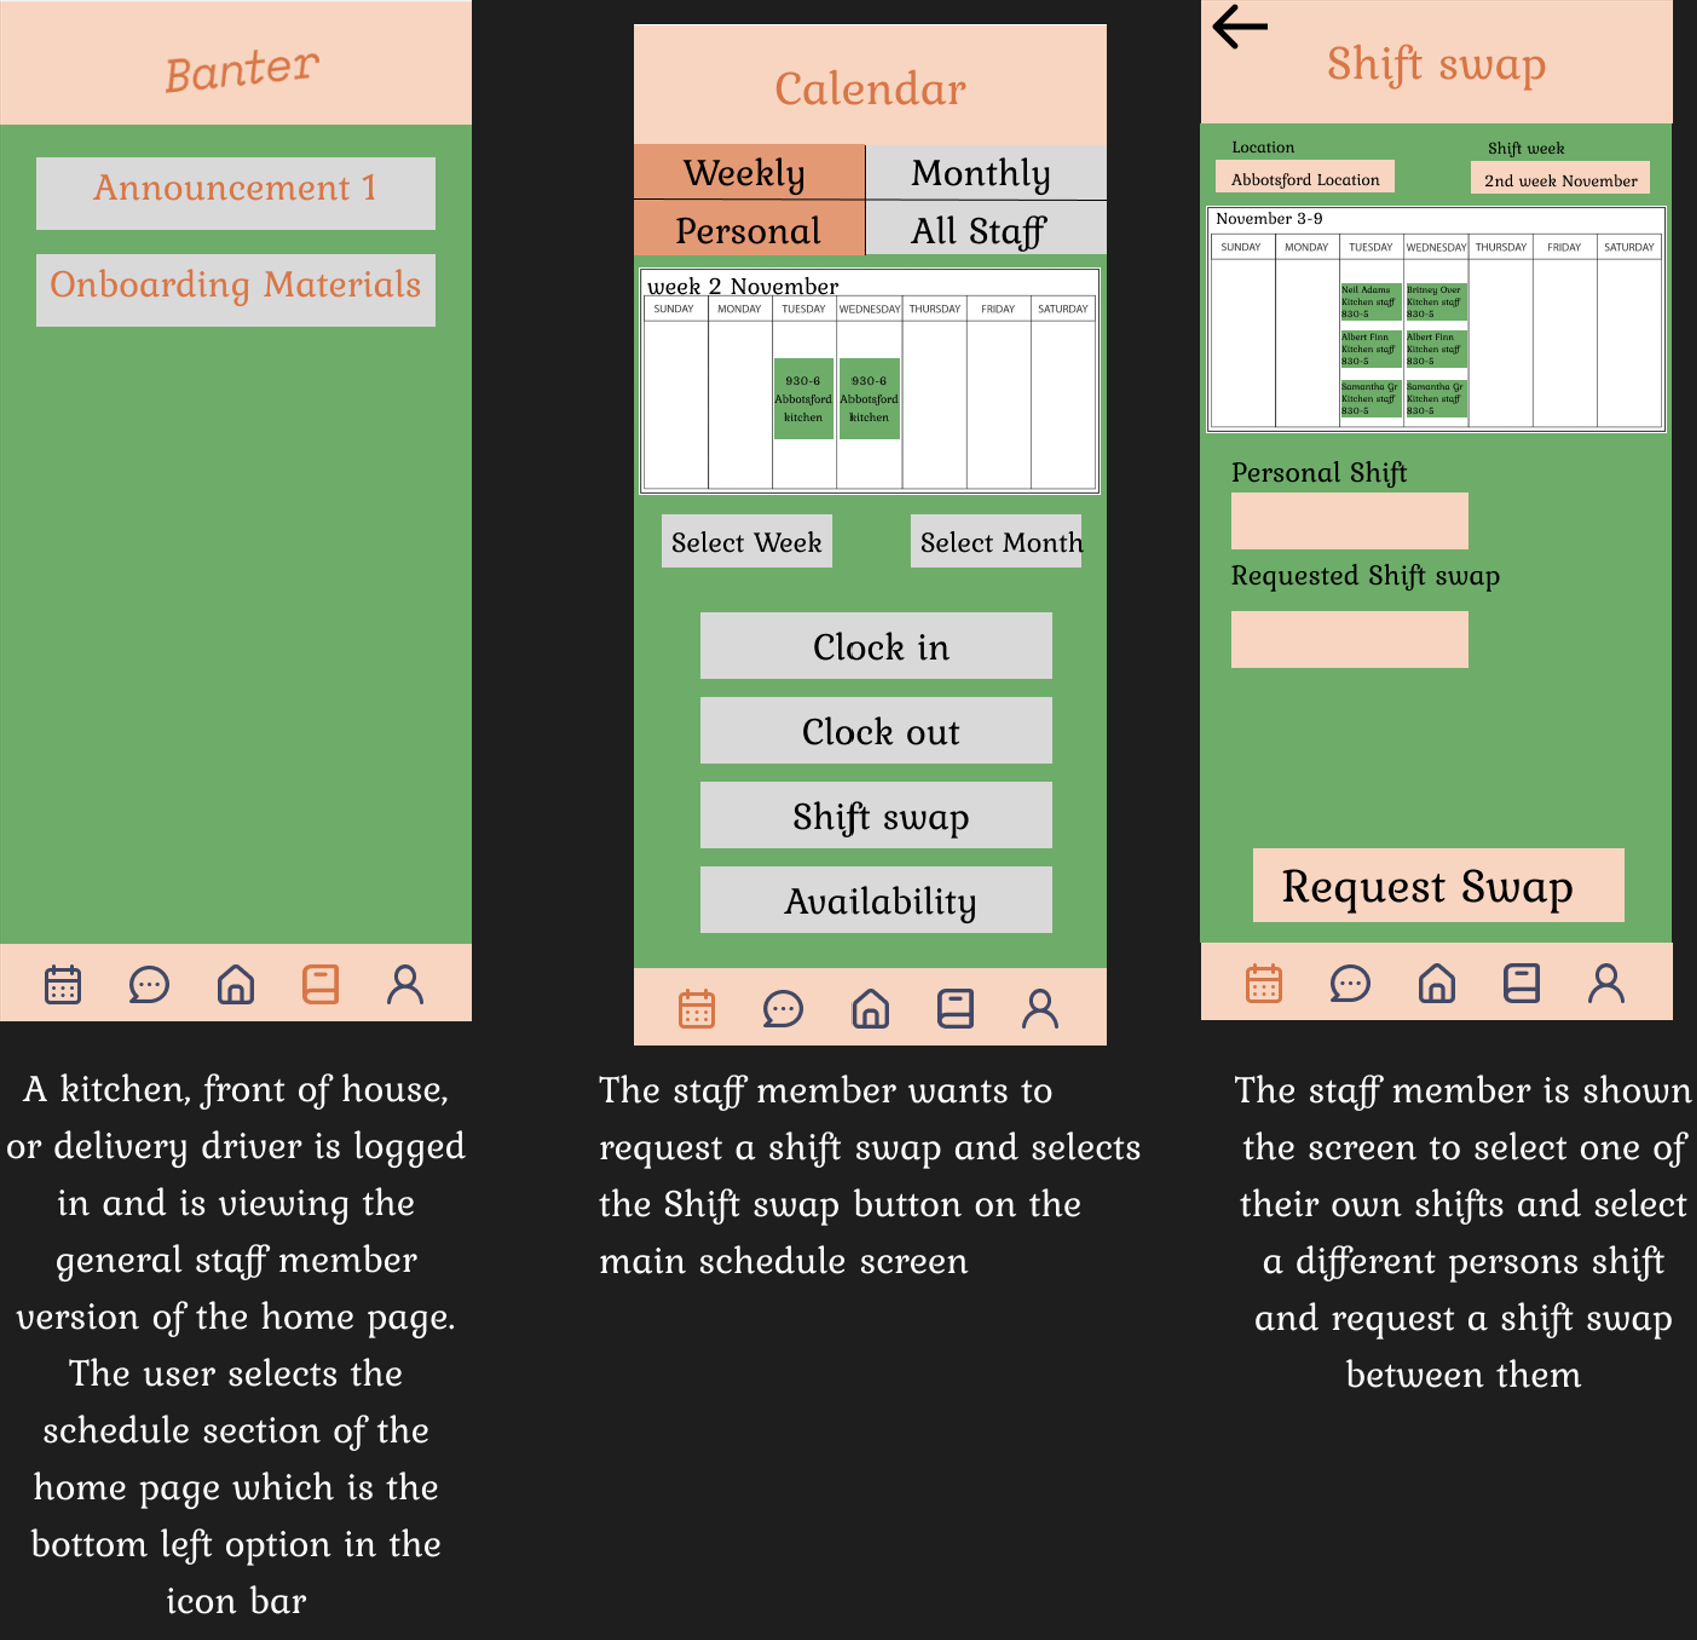 Banter
Announcement 1
Onboarding Materials
A kitchen, front of house,
or delivery driver is logged
in and is viewing the
general staff member
version of the home page.
The user selects the
schedule section of the
home page which is the
bottom left option in the
icon bar
Calendar
Weekly Monthly
Personal All Staff
week 2 November
SUNDAY MONDAY TUESDAY WEDNESDAY THURSDAY FRIDAY SATURDAY
930-6 930-6
Abbotsford Abbotsford
kitchen kitchen
Select Week Select Month
Clock in
Clock out
Shift swap
Availability
The staff member wants to
request a shift swap and selects
the Shift swap button on the
main schedule screen
Shift swap
Location Shift week
Abbotsford Location 2nd week November
November 3-9
SUNDAY MONDAY TUESDAY WEDNESDAY THURSDAY FRIDAY SATURDAY
Neil Adams Britney Over
Kitchen staff Kitchen staff
830-5 830-5
Albert Finn Albert Finn
Kitchen staff Kitchen staff
830-5 830-5
Samantha Gr Samantha Gr
Kitchen staff Kitchen staff
830-5 830-5
Personal Shift
Requested Shift swap
Request Swap
The staff member is shown
the screen to select one of
their own shifts and select
a different persons shift
and request a shift swap
between them